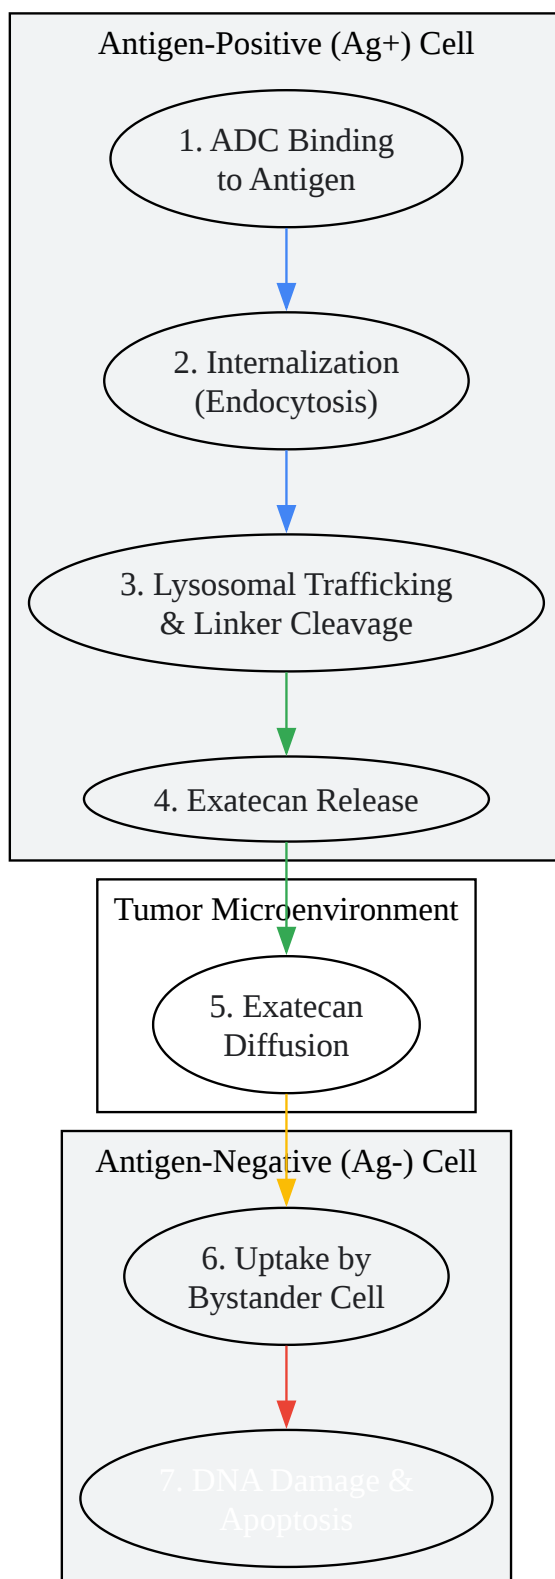 Antigen-Positive (Ag+) Cell
1. ADC Binding
to Antigen
2. Internalization
(Endocytosis)
3. Lysosomal Trafficking
& Linker Cleavage
4. Exatecan Release
Tumor Microenvironment
5. Exatecan
Diffusion
Antigen-Negative (Ag-) Cell
6. Uptake by
Bystander Cell
7. DNA Damage &
Apoptosis